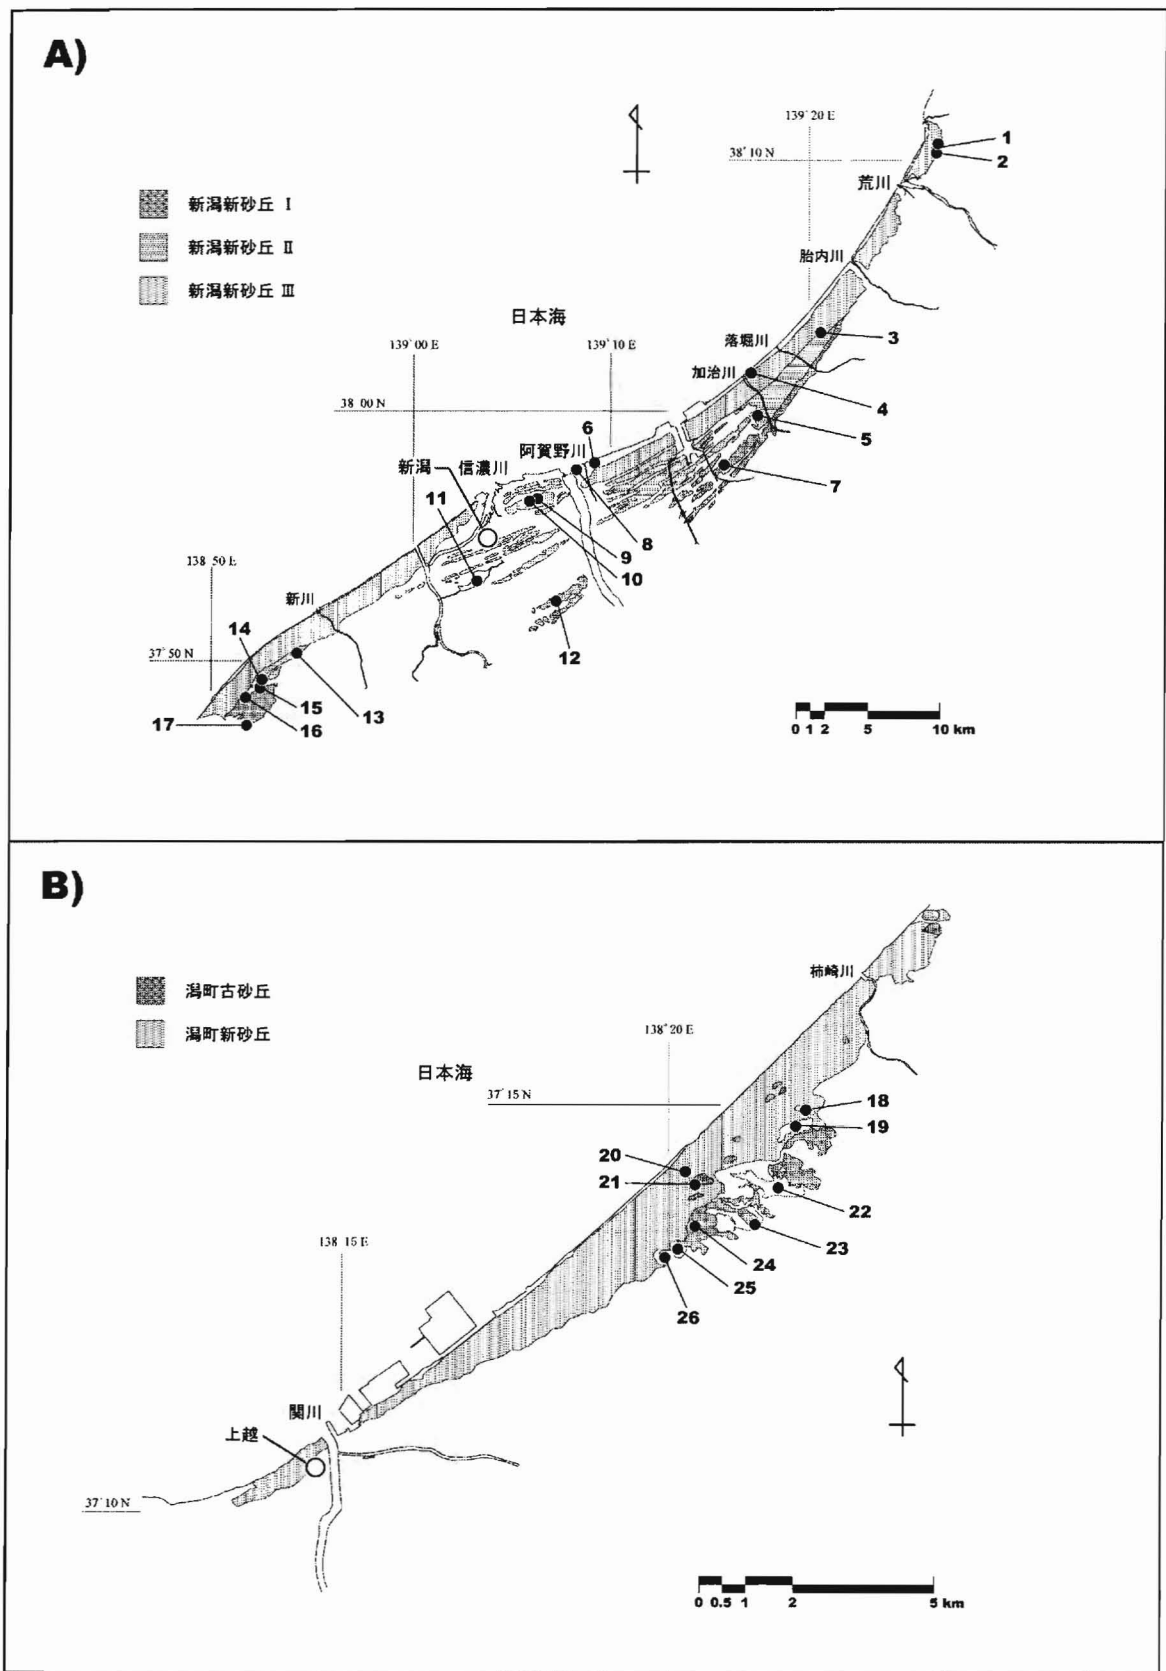 A)
139° 20' E
1
38° 10' N
2
荒川
新潟新砂丘 I
新潟新砂丘 II
胎内川
新潟新砂丘 III
日本海
落堀川
3
139° 00' E
139° 10' E
加治川
38 00 N
4
6
5
阿賀野川
新潟
信濃川
11
7
8
9
10
138° 50' E
新川
12
14
37° 50' N
13
15
16
17
0 1 2 5 10 km
B)
柿崎川
潟町古砂丘
潟町新砂丘
138° 20' E
日本海
37° 15' N
18
19
20
21
22
23
138 15 E
24
25
26
関川
上越
37° 10' N
0 0.5 1 2 5 km